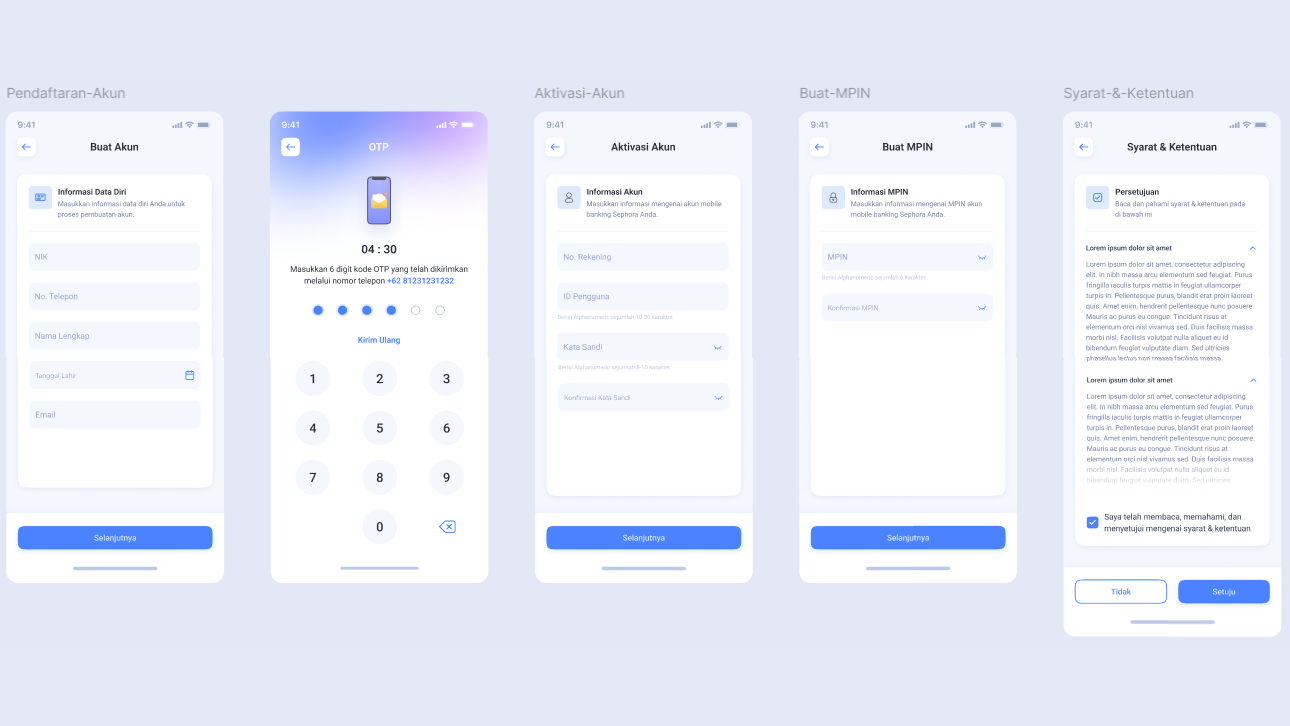 Pendaftaran-Akun
9:41
Buat Akun
Informasi Data Diri
Masukkan informasi data diri Anda untuk
proses pembuatan akun.
NIK
No. Telepon
Nama Lengkap
Tanggal Lahir
Email
Selanjutnya
9:41
OTP
04 : 30
Masukkan 6 digit kode OTP yang telah dikirimkan
melalui nomor telepon +62 81231231232
Kirim Ulang
1 2 3
4 5 6
7 8 9
0
Aktivasi-Akun
9:41
Aktivasi Akun
Informasi Akun
Masukkan informasi mengenai akun mobile
banking Sephora Anda.
No. Rekening
ID Pengguna
Berisi Alphanumeric sejumlah 10-30 karakter.
Kata Sandi
Berisi Alphanumeric sejumlah 8-10 karakter.
Konfirmasi Kata Sandi
Selanjutnya
Buat-MPIN
9:41
Buat MPIN
Informasi MPIN
Masukkan informasi mengenai MPIN akun
mobile banking Sephora Anda.
MPIN
Berisi Alphanumeric sejumlah 6 karakter.
Konfirmasi MPIN
Selanjutnya
Syarat-&-Ketentuan
9:41
Syarat & Ketentuan
Persetujuan
Baca dan pahami syarat & ketentuan pada
di bawah ini
Lorem ipsum dolor sit amet
Lorem ipsum dolor sit amet, consectetur adipiscing
elit. In nibh massa arcu elementum sed feugiat. Purus
fringilla iaculis turpis mattis in feugiat ullamcorper
turpis in. Pellentesque purus, blandit erat proin laoreet
quis. Amet enim, hendrerit pellentesque nunc posuere.
Mauris ac purus eu congue. Tincidunt risus at
elementum orci nisl vivamus sed. Duis facilisis massa
morbi nisl. Facilisis volutpat nulla aliquet eu id
bibendum feugiat vulputate diam. Sed ultricies
phasellus lectus non massa facilisis massa.
Lorem ipsum dolor sit amet
Lorem ipsum dolor sit amet, consectetur adipiscing
elit. In nibh massa arcu elementum sed feugiat. Purus
fringilla iaculis turpis mattis in feugiat ullamcorper
turpis in. Pellentesque purus, blandit erat proin laoreet
quis. Amet enim, hendrerit pellentesque nunc posuere.
Mauris ac purus eu congue. Tincidunt risus at
elementum orci nisl vivamus sed. Duis facilisis massa
morbi nisl. Facilisis volutpat nulla aliquet eu id
bibendum feugiat vulputate diam. Sed ultricies
Saya telah membaca, memahami, dan
menyetujui mengenai syarat & ketentuan
Tidak
Setuju